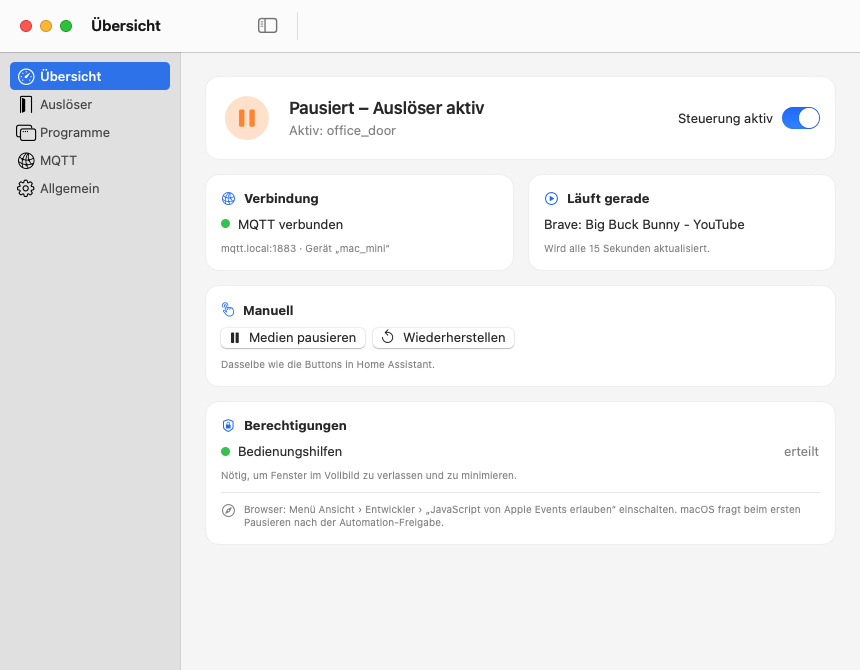 Übersicht
Übersicht
Auslöser
Programme
MQTT
Allgemein
Pausiert – Auslöser aktiv
Aktiv: office_door
Steuerung aktiv
Verbindung
MQTT verbunden
mqtt.local:1883 · Gerät „mac_mini“
Läuft gerade
Brave: Big Buck Bunny - YouTube
Wird alle 15 Sekunden aktualisiert.
Manuell
Medien pausieren
Wiederherstellen
Dasselbe wie die Buttons in Home Assistant.
Berechtigungen
Bedienungshilfen
erteilt
Nötig, um Fenster im Vollbild zu verlassen und zu minimieren.
Browser: Menü Ansicht › Entwickler › „JavaScript von Apple Events erlauben“ einschalten. macOS fragt beim ersten
Pausieren nach der Automation-Freigabe.